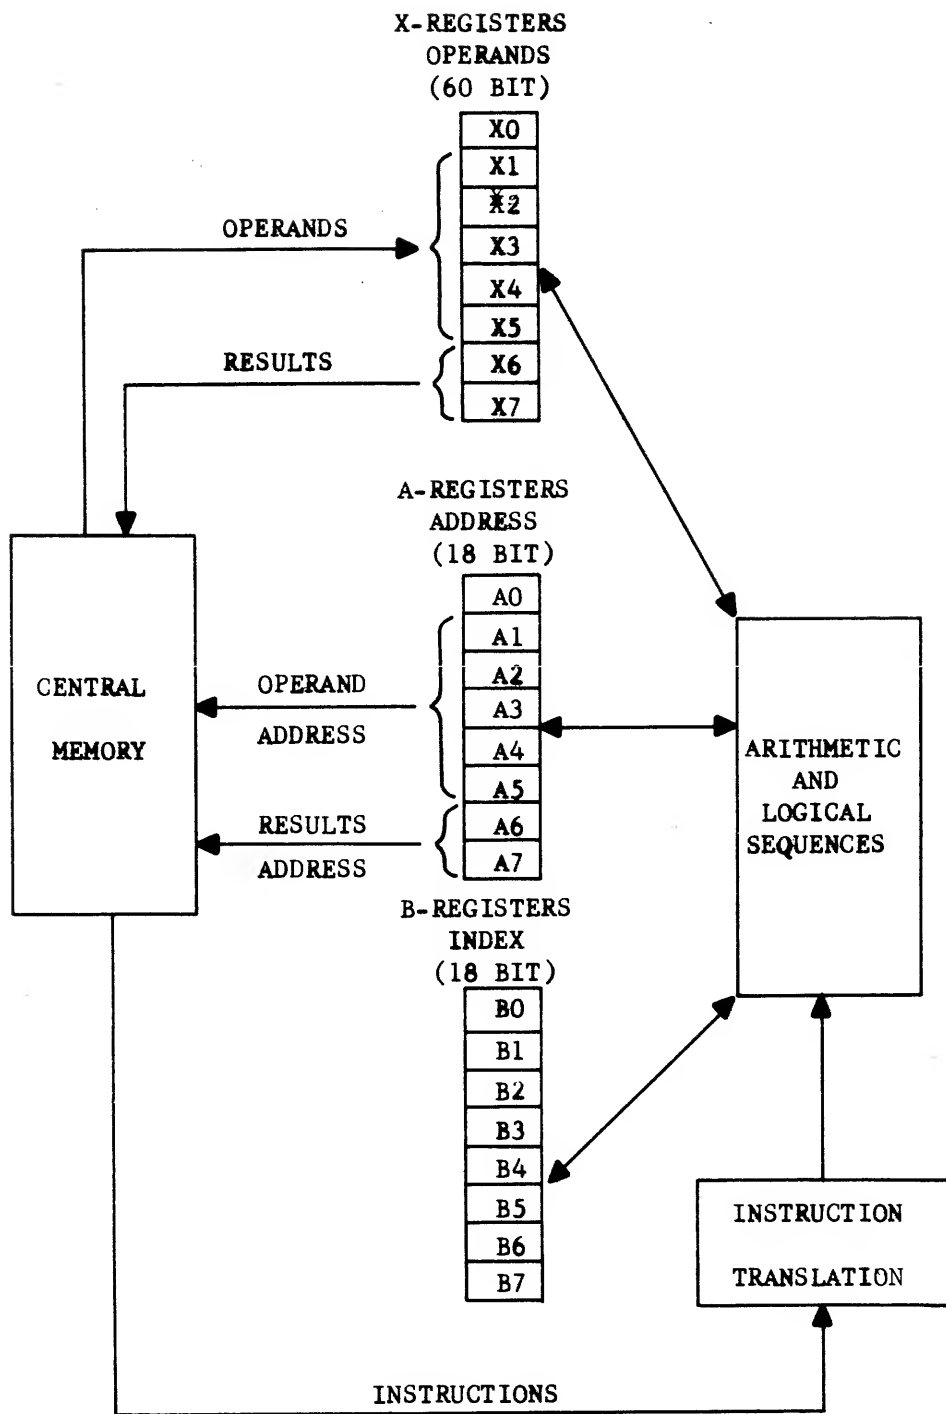 X-REGISTERS
OPERANDS
(60 BIT)
X0
X1
X2
X3
X4
X5
X6
X7
OPERANDS
RESULTS
A-REGISTERS
ADDRESS
(18 BIT)
A0
A1
A2
A3
A4
A5
A6
A7
CENTRAL
MEMORY
OPERAND
ADDRESS
RESULTS
ADDRESS
ARITHMETIC
AND
LOGICAL
SEQUENCES
B-REGISTERS
INDEX
(18 BIT)
B0
B1
B2
B3
B4
B5
B6
B7
INSTRUCTION
TRANSLATION
INSTRUCTIONS